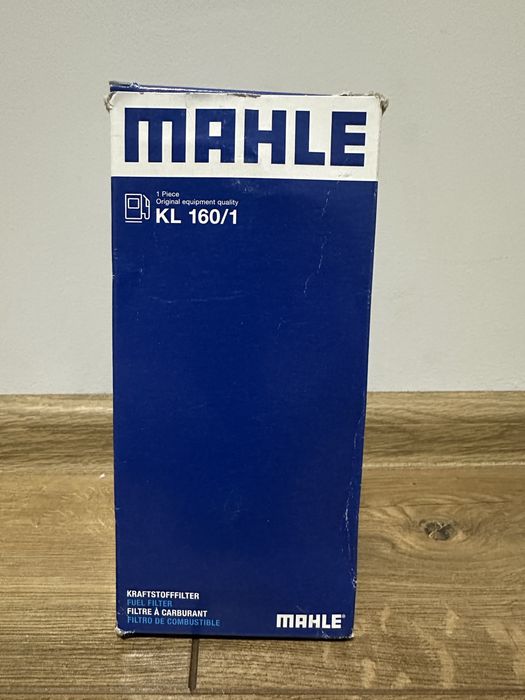 MAHLE
1 Piece
Original equipment quality
KL 160/1
KRAFTSTOFFFILTER
FUEL FILTER
FILTRE À CARBURANT
FILTRO DE COMBUSTIBLE
MAHLE®